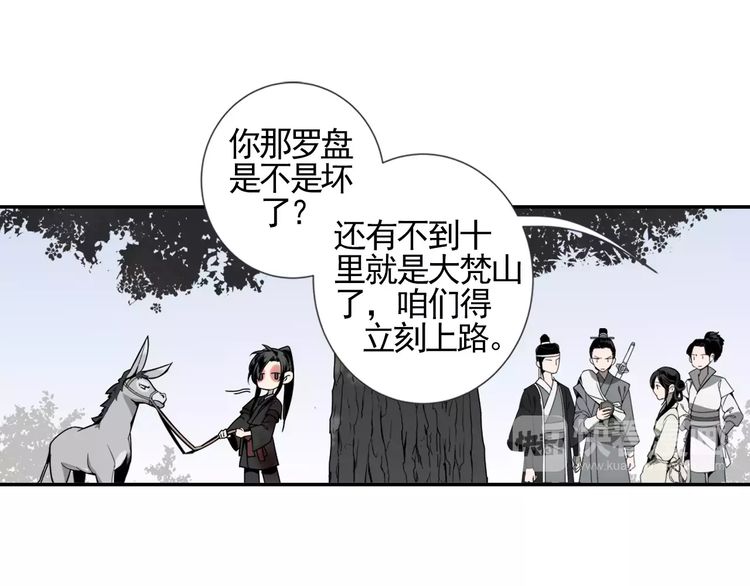 你那罗盘
是不是坏
了？
还有不到十
里就是大梵山
了，咱们得
立刻上路。